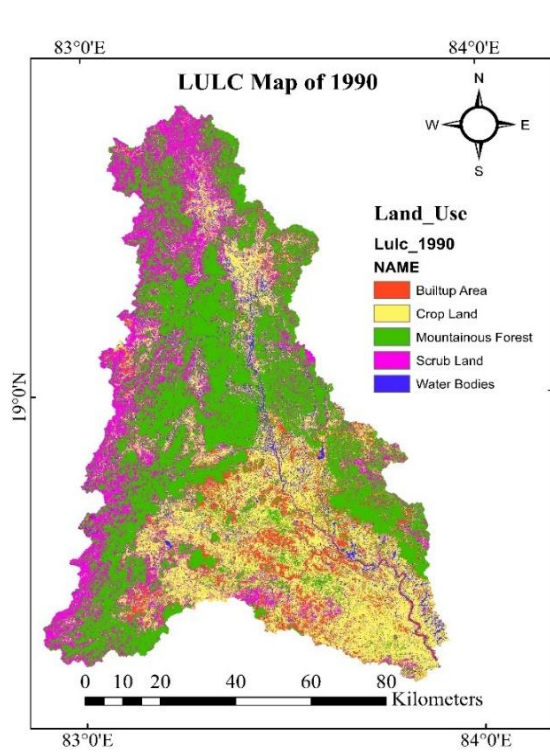 83°0'E 84°0'E
LULC Map of 1990
N
W E
S
Land_Use
Lulc_1990
NAME
Builtup Area
Crop Land
Mountainous Forest
Scrub Land
Water Bodies
19°0'N
0 5 10 20 40 60 80
Kilometers
83°0'E 84°0'E